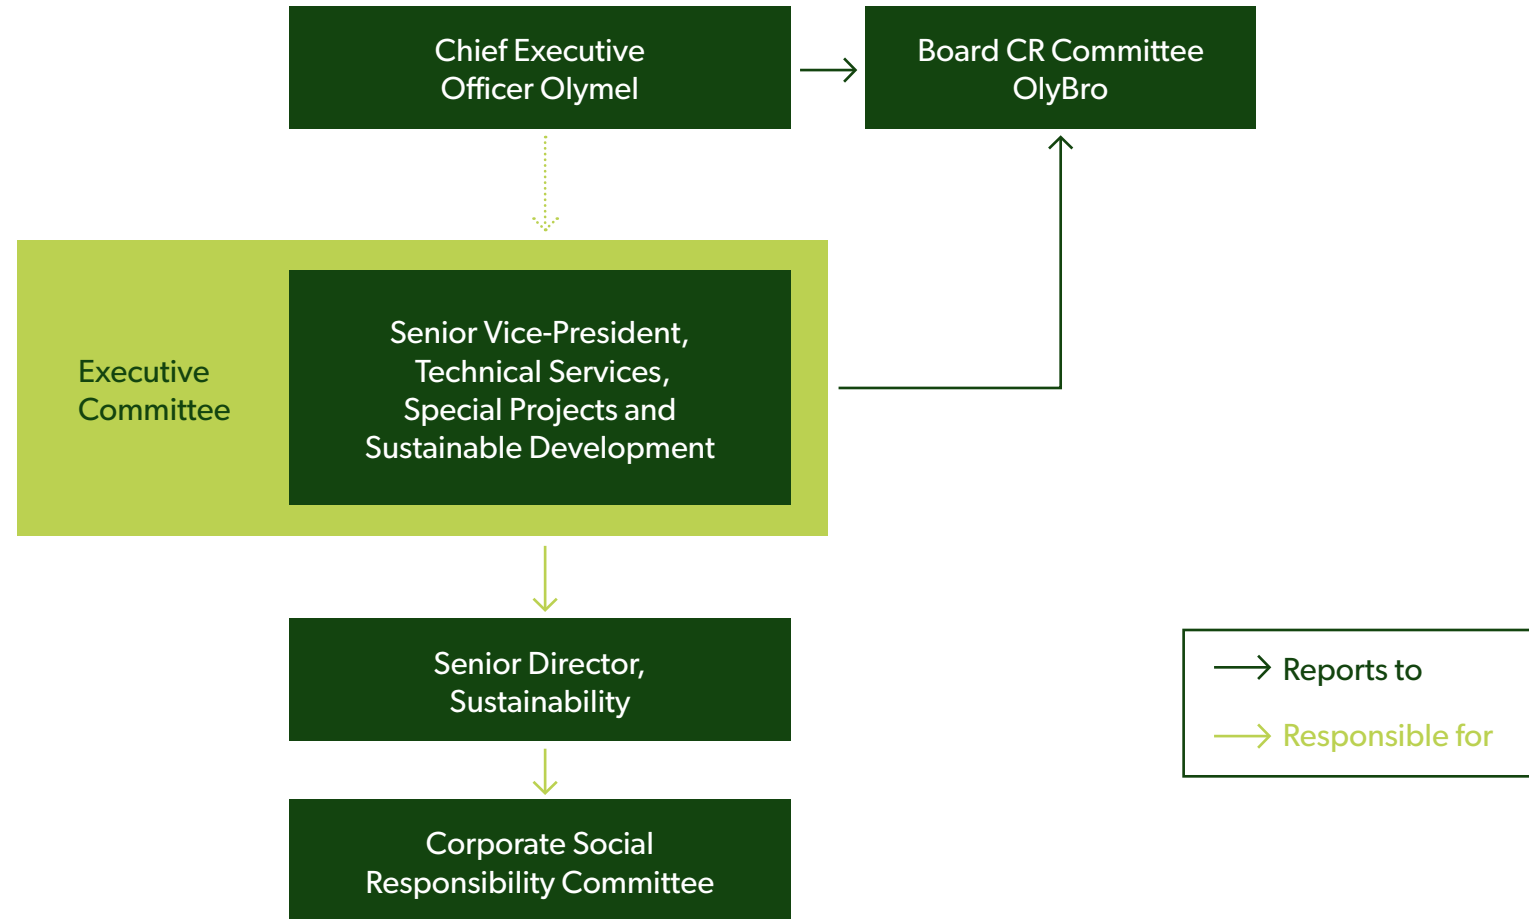 Chief Executive
Officer Olymel
Board CR Committee
OlyBro
Executive
Committee
Senior Vice-President,
Technical Services,
Special Projects and
Sustainable Development
Senior Director,
Sustainability
Corporate Social
Responsibility Committee
Reports to
Responsible for